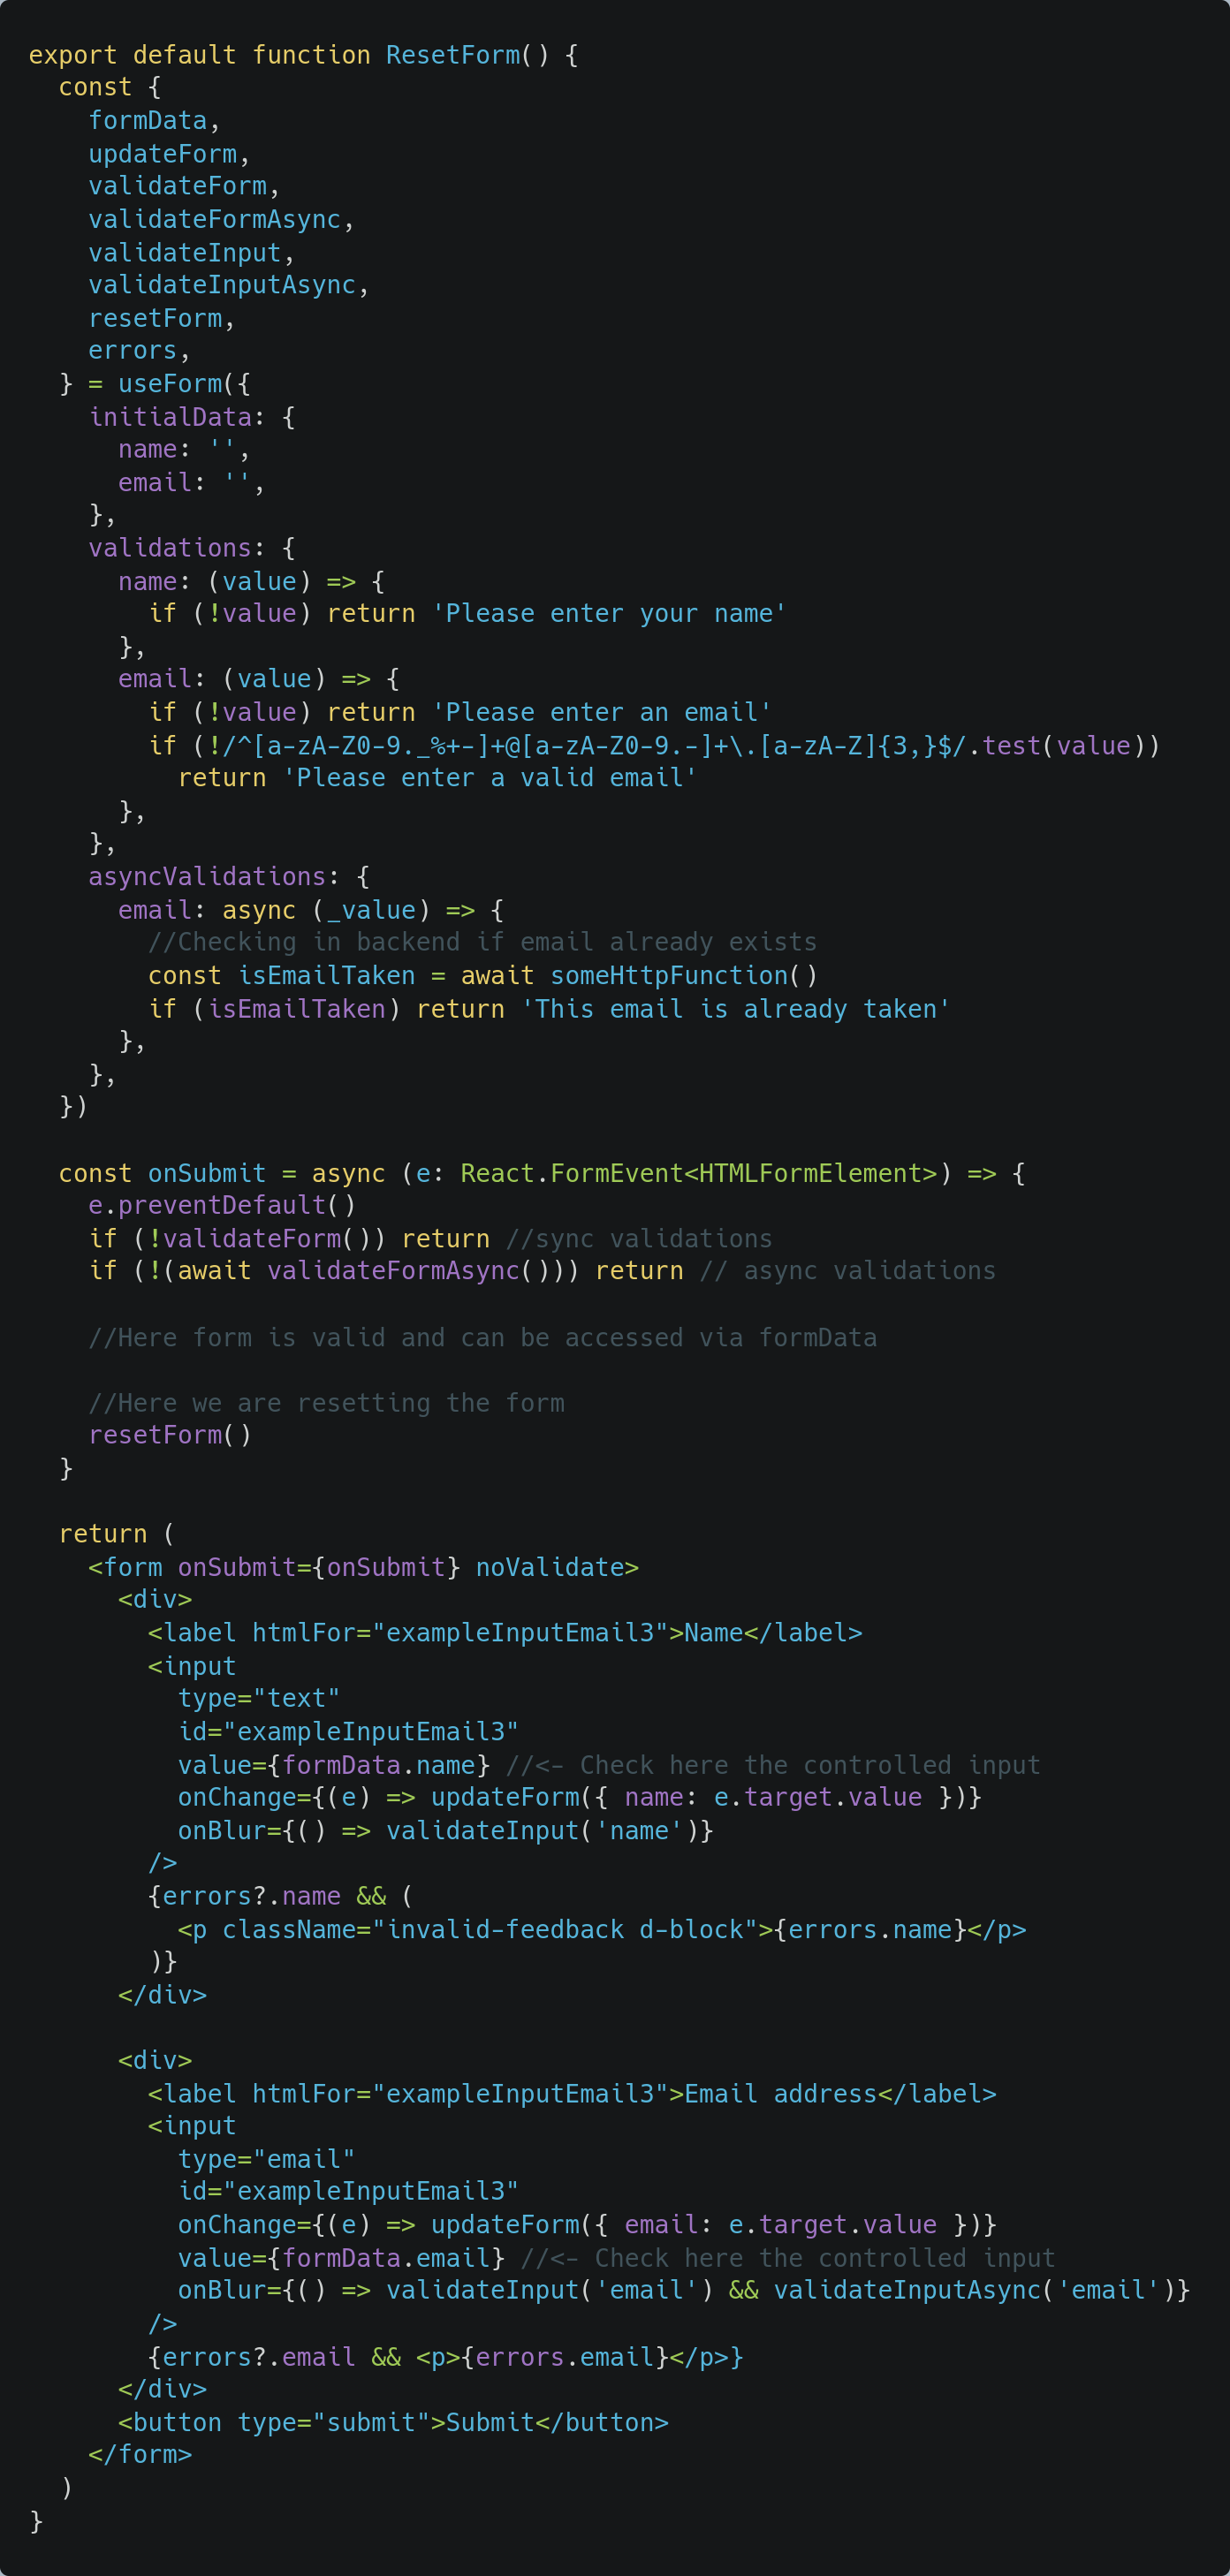 export default function ResetForm() {
  const {
    formData,
    updateForm,
    validateForm,
    validateFormAsync,
    validateInput,
    validateInputAsync,
    resetForm,
    errors,
  } = useForm({
    initialData: {
      name: '',
      email: '',
    },
    validations: {
      name: (value) => {
        if (!value) return 'Please enter your name'
      },
      email: (value) => {
        if (!value) return 'Please enter an email'
        if (!/^[a-zA-Z0-9._%+-]+@[a-zA-Z0-9.-]+\.[a-zA-Z]{3,}$/.test(value))
          return 'Please enter a valid email'
      },
    },
    asyncValidations: {
      email: async (_value) => {
        //Checking in backend if email already exists
        const isEmailTaken = await someHttpFunction()
        if (isEmailTaken) return 'This email is already taken'
      },
    },
  })

  const onSubmit = async (e: React.FormEvent<HTMLFormElement>) => {
    e.preventDefault()
    if (!validateForm()) return //sync validations
    if (!(await validateFormAsync())) return // async validations

    //Here form is valid and can be accessed via formData

    //Here we are resetting the form
    resetForm()
  }

  return (
    <form onSubmit={onSubmit} noValidate>
      <div>
        <label htmlFor="exampleInputEmail3">Name</label>
        <input
          type="text"
          id="exampleInputEmail3"
          value={formData.name} //<- Check here the controlled input
          onChange={(e) => updateForm({ name: e.target.value })}
          onBlur={() => validateInput('name')}
        />
        {errors?.name && (
          <p className="invalid-feedback d-block">{errors.name}</p>
        )}
      </div>

      <div>
        <label htmlFor="exampleInputEmail3">Email address</label>
        <input
          type="email"
          id="exampleInputEmail3"
          onChange={(e) => updateForm({ email: e.target.value })}
          value={formData.email} //<- Check here the controlled input
          onBlur={() => validateInput('email') && validateInputAsync('email')}
        />
        {errors?.email && <p>{errors.email}</p>}
      </div>
      <button type="submit">Submit</button>
    </form>
  )
}